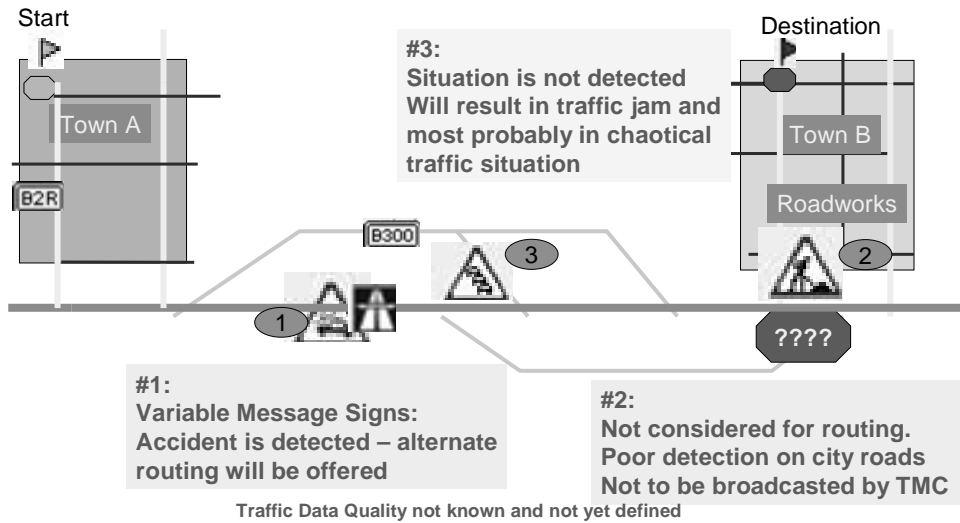 Start
Destination
#3:
Situation is not detected
Will result in traffic jam and
most probably in chaotical
traffic situation
Town A
Town B
B2R
Roadworks
B300
3
2
1
????
#1:
Variable Message Signs:
Accident is detected – alternate
routing will be offered
#2:
Not considered for routing.
Poor detection on city roads
Not to be broadcasted by TMC
Traffic Data Quality not known and not yet defined